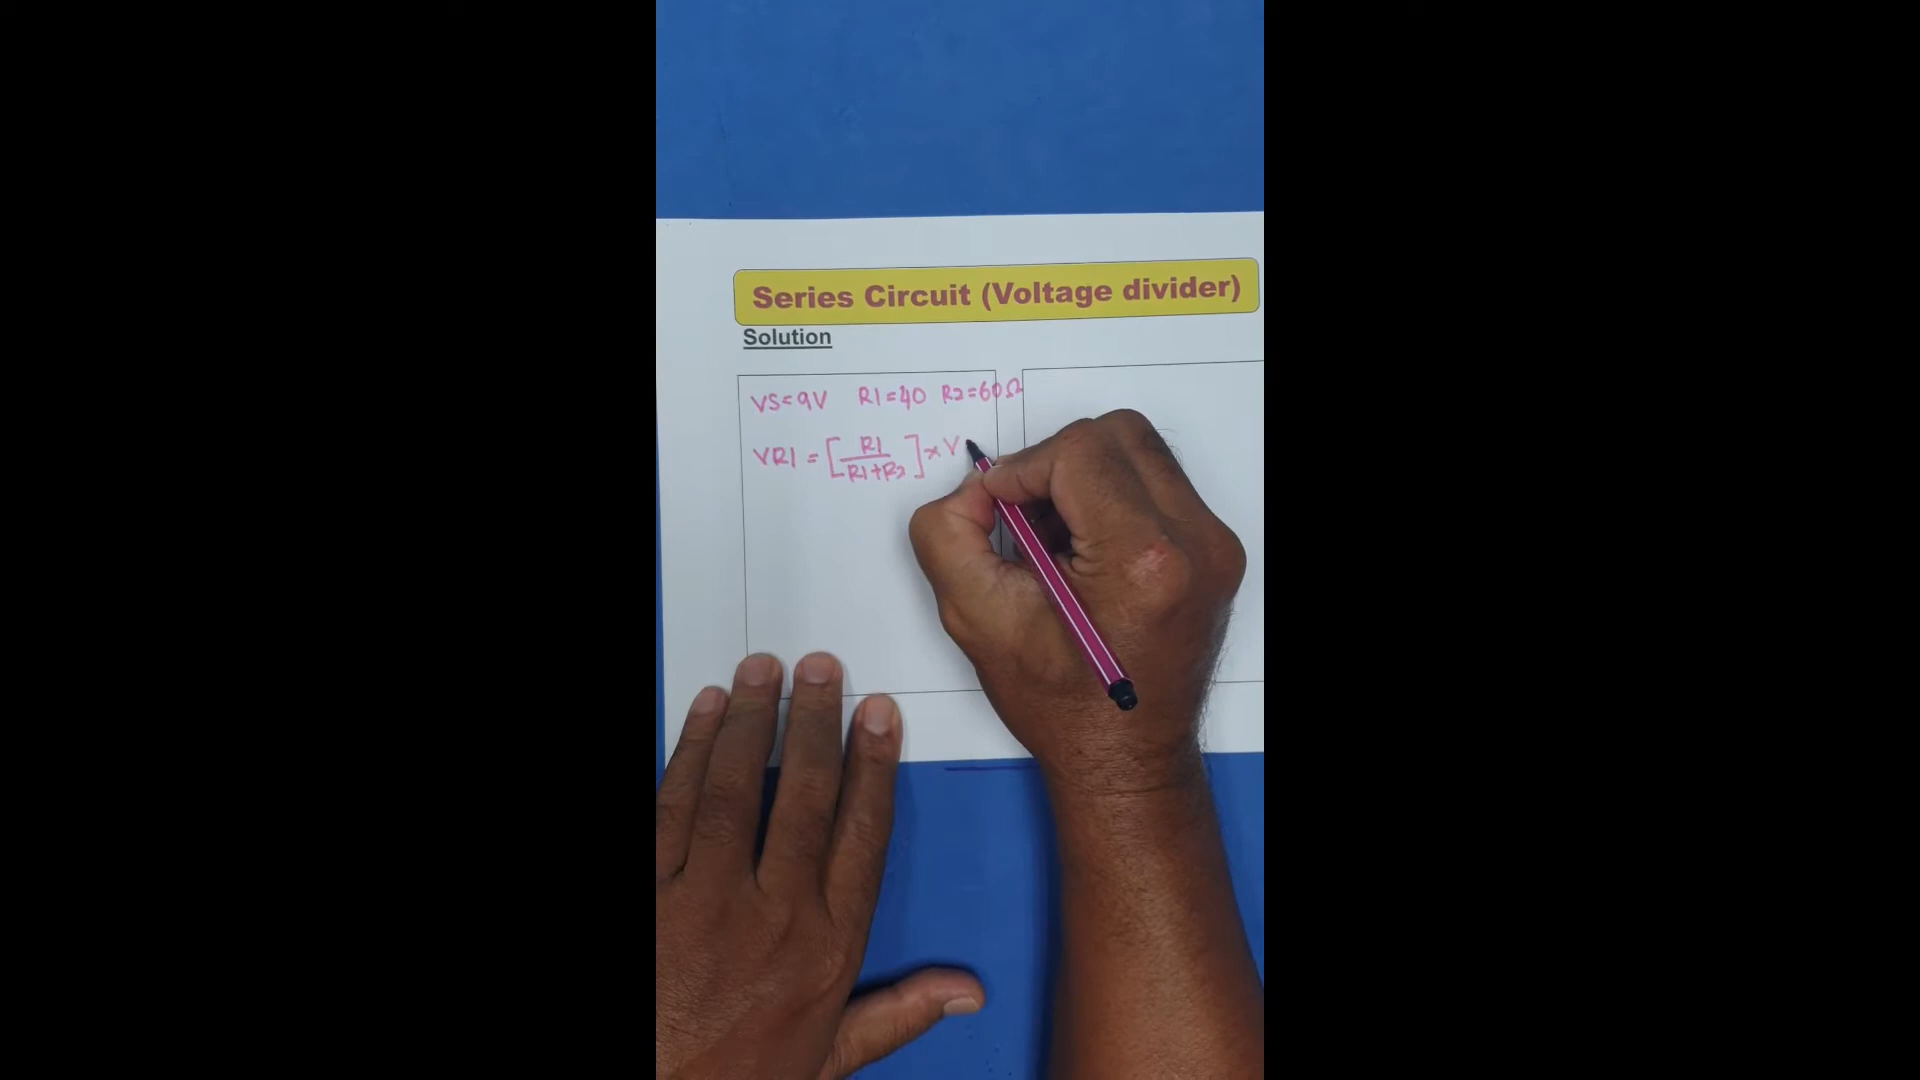 Series Circuit (Voltage divider)
Solution
VS=9V R1=40 R2=60Ω
VR1 = [R1/R1+R2] × V